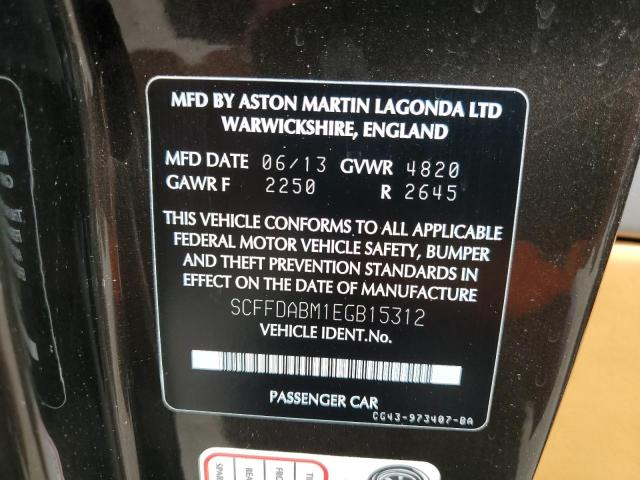 MFD BY ASTON MARTIN LAGONDA LTD
WARWICKSHIRE, ENGLAND
MFD DATE 06/13 GVWR 4820
GAWR F 2250 R 2645
THIS VEHICLE CONFORMS TO ALL APPLICABLE
FEDERAL MOTOR VEHICLE SAFETY, BUMPER
AND THEFT PREVENTION STANDARDS IN
EFFECT ON THE DATE OF MANUFACTURE
SCFFDABM1EGB15312
VEHICLE IDENT.No.
PASSENGER CAR
CG43-973407-BA